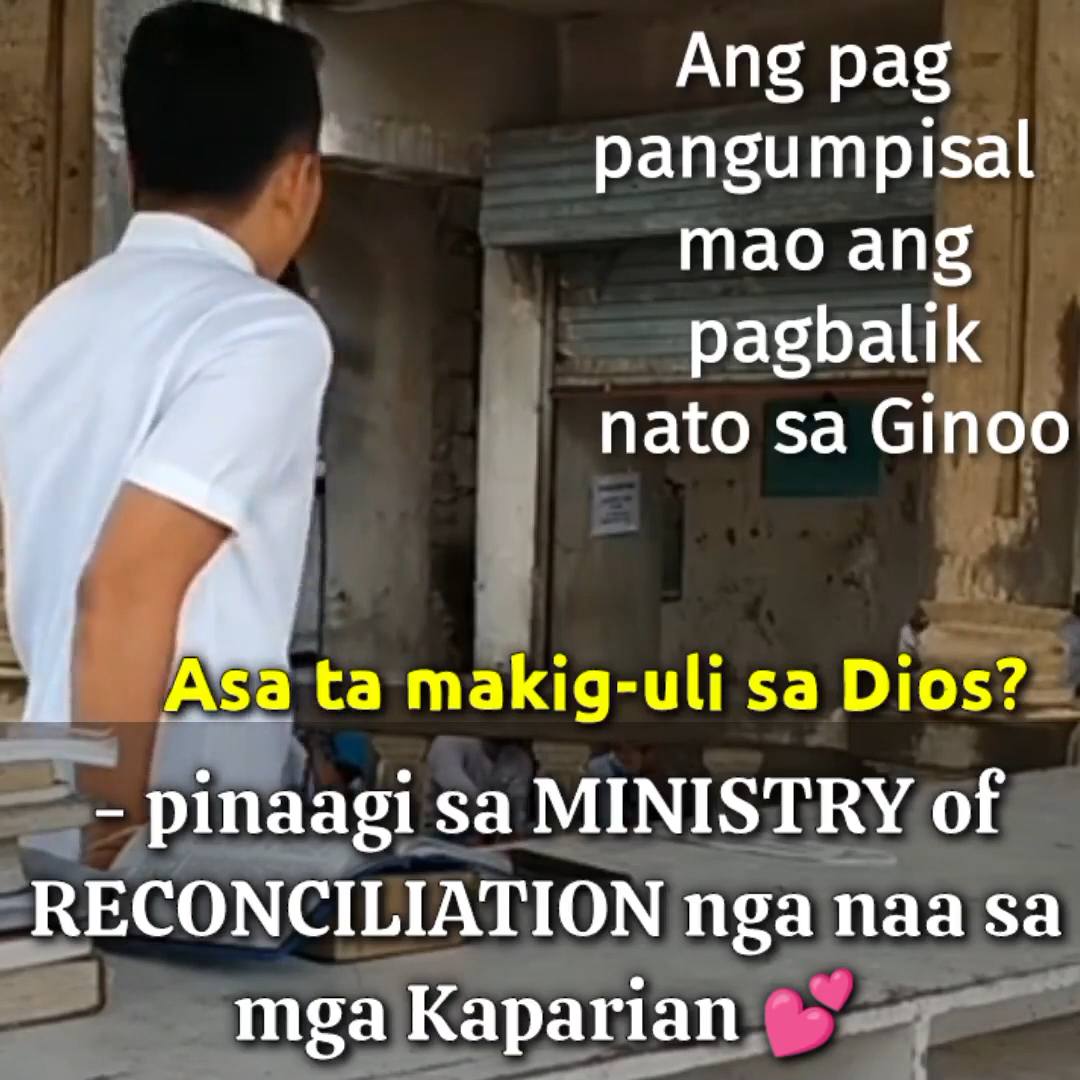 Ang pag
pangumpisal
mao ang
pagbalik
nato sa Ginoo
Asa ta makig-uli sa Dios?
- pinaagi sa MINISTRY of
RECONCILIATION nga naa sa
mga Kaparian 💕